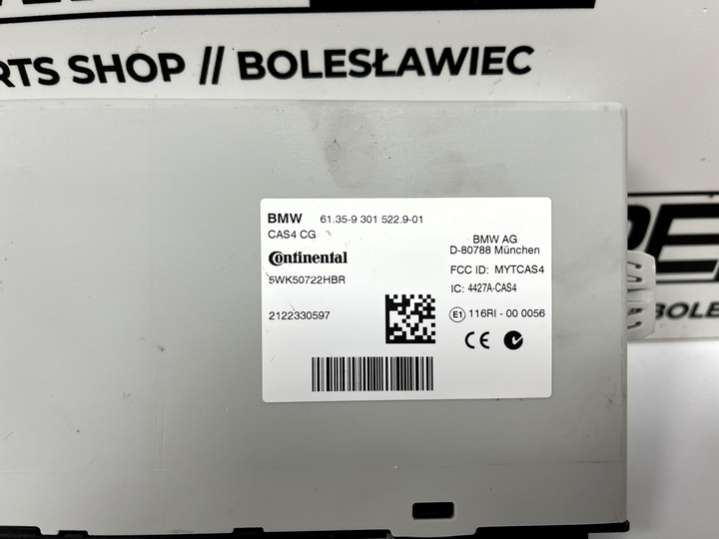 RTS SHOP // BOLESŁAWIEC
BMW 61.35-9 301 522.9-01
CAS4 CG
Continental
5WK50722HBR
2122330597
BMW AG
D-80788 München
FCC ID: MYTCAS4
IC: 4427A-CAS4
E1 116RI - 00 0056
CE
BOLE